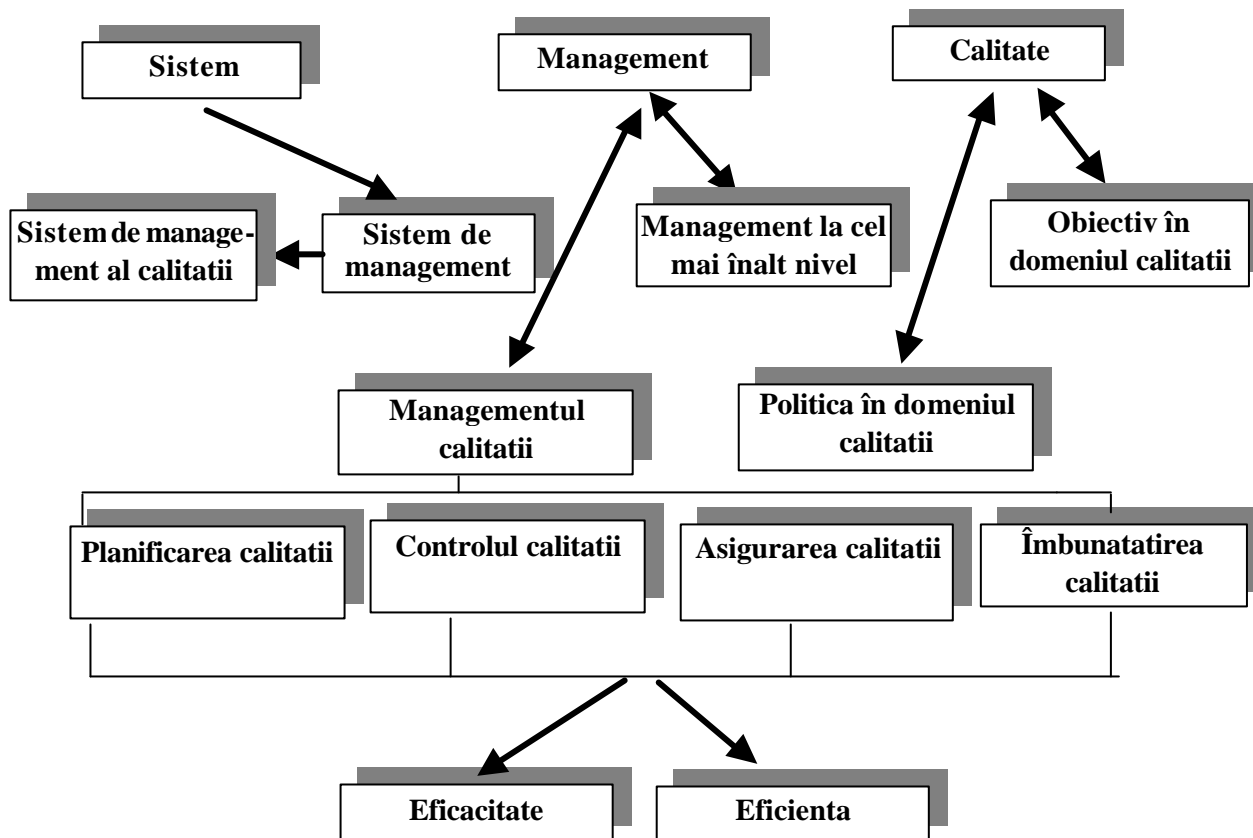 Sistem
Management
Calitate
Sistem de manage-
ment al calitatii
Sistem de
management
Management la cel
mai înalt nivel
Obiectiv în
domeniul calitatii
Managementul
calitatii
Politica în domeniul
calitatii
Planificarea calitatii
Controlul calitatii
Asigurarea calitatii
Îmbunatatirea
calitatii
Eficacitate
Eficienta